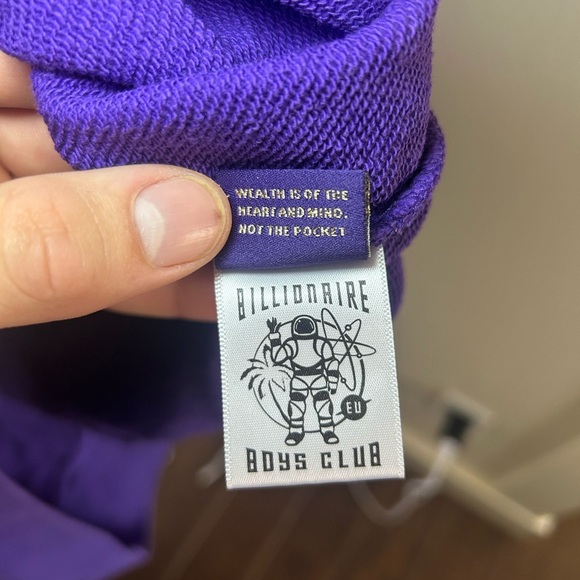 WEALTH IS OF THE
HEART AND MIND,
NOT THE POCKET
BILLIONAIRE
EU
BOYS CLUB